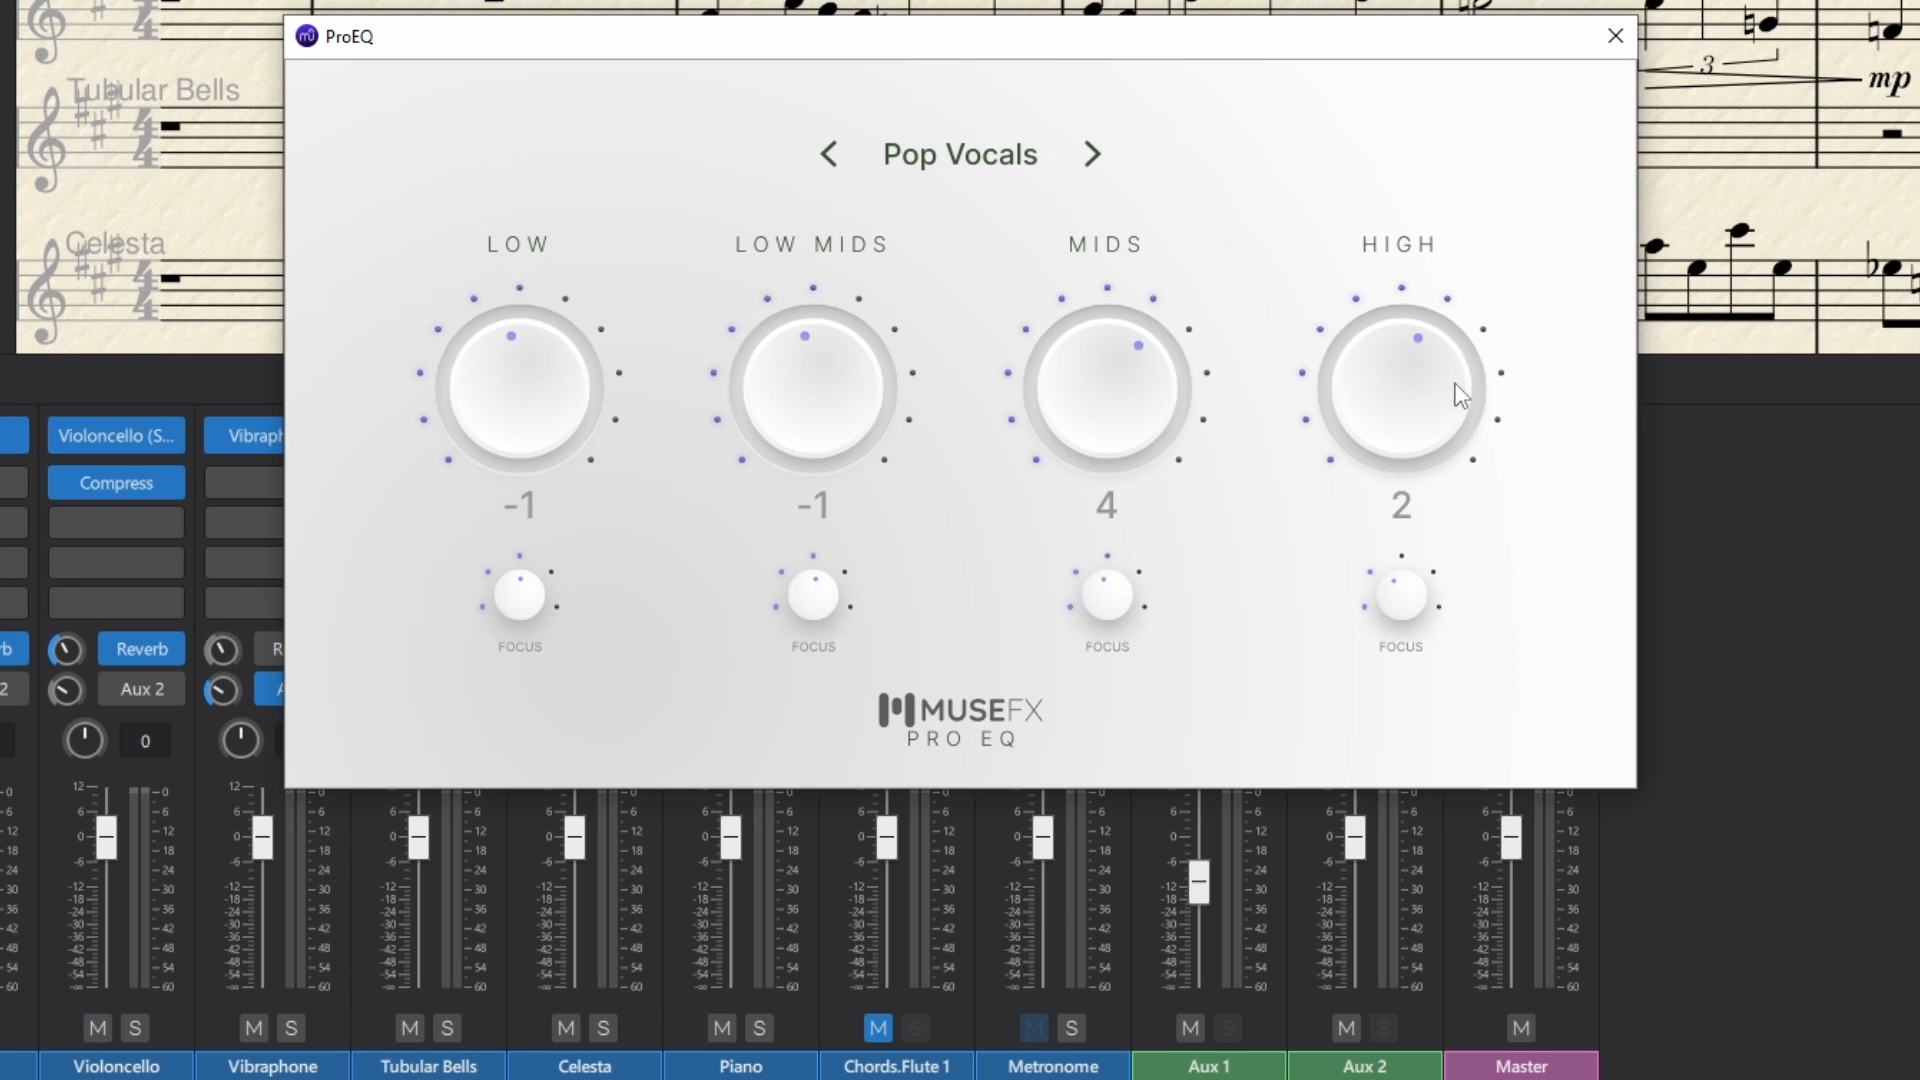 ProEQ
3
mp
Tubular Bells
Celesta
Pop Vocals
LOW
LOW MIDS
MIDS
HIGH
-1
-1
4
2
FOCUS
FOCUS
FOCUS
FOCUS
MUSEFX
PRO EQ
Violoncello (S...
Vibraph
Compress
Reverb
R
Aux 2
0
M S
M S
M S
M S
M S
M S
M S
M S
M S
M
Violoncello
Vibraphone
Tubular Bells
Celesta
Piano
Chords.Flute 1
Metronome
Aux 1
Aux 2
Master